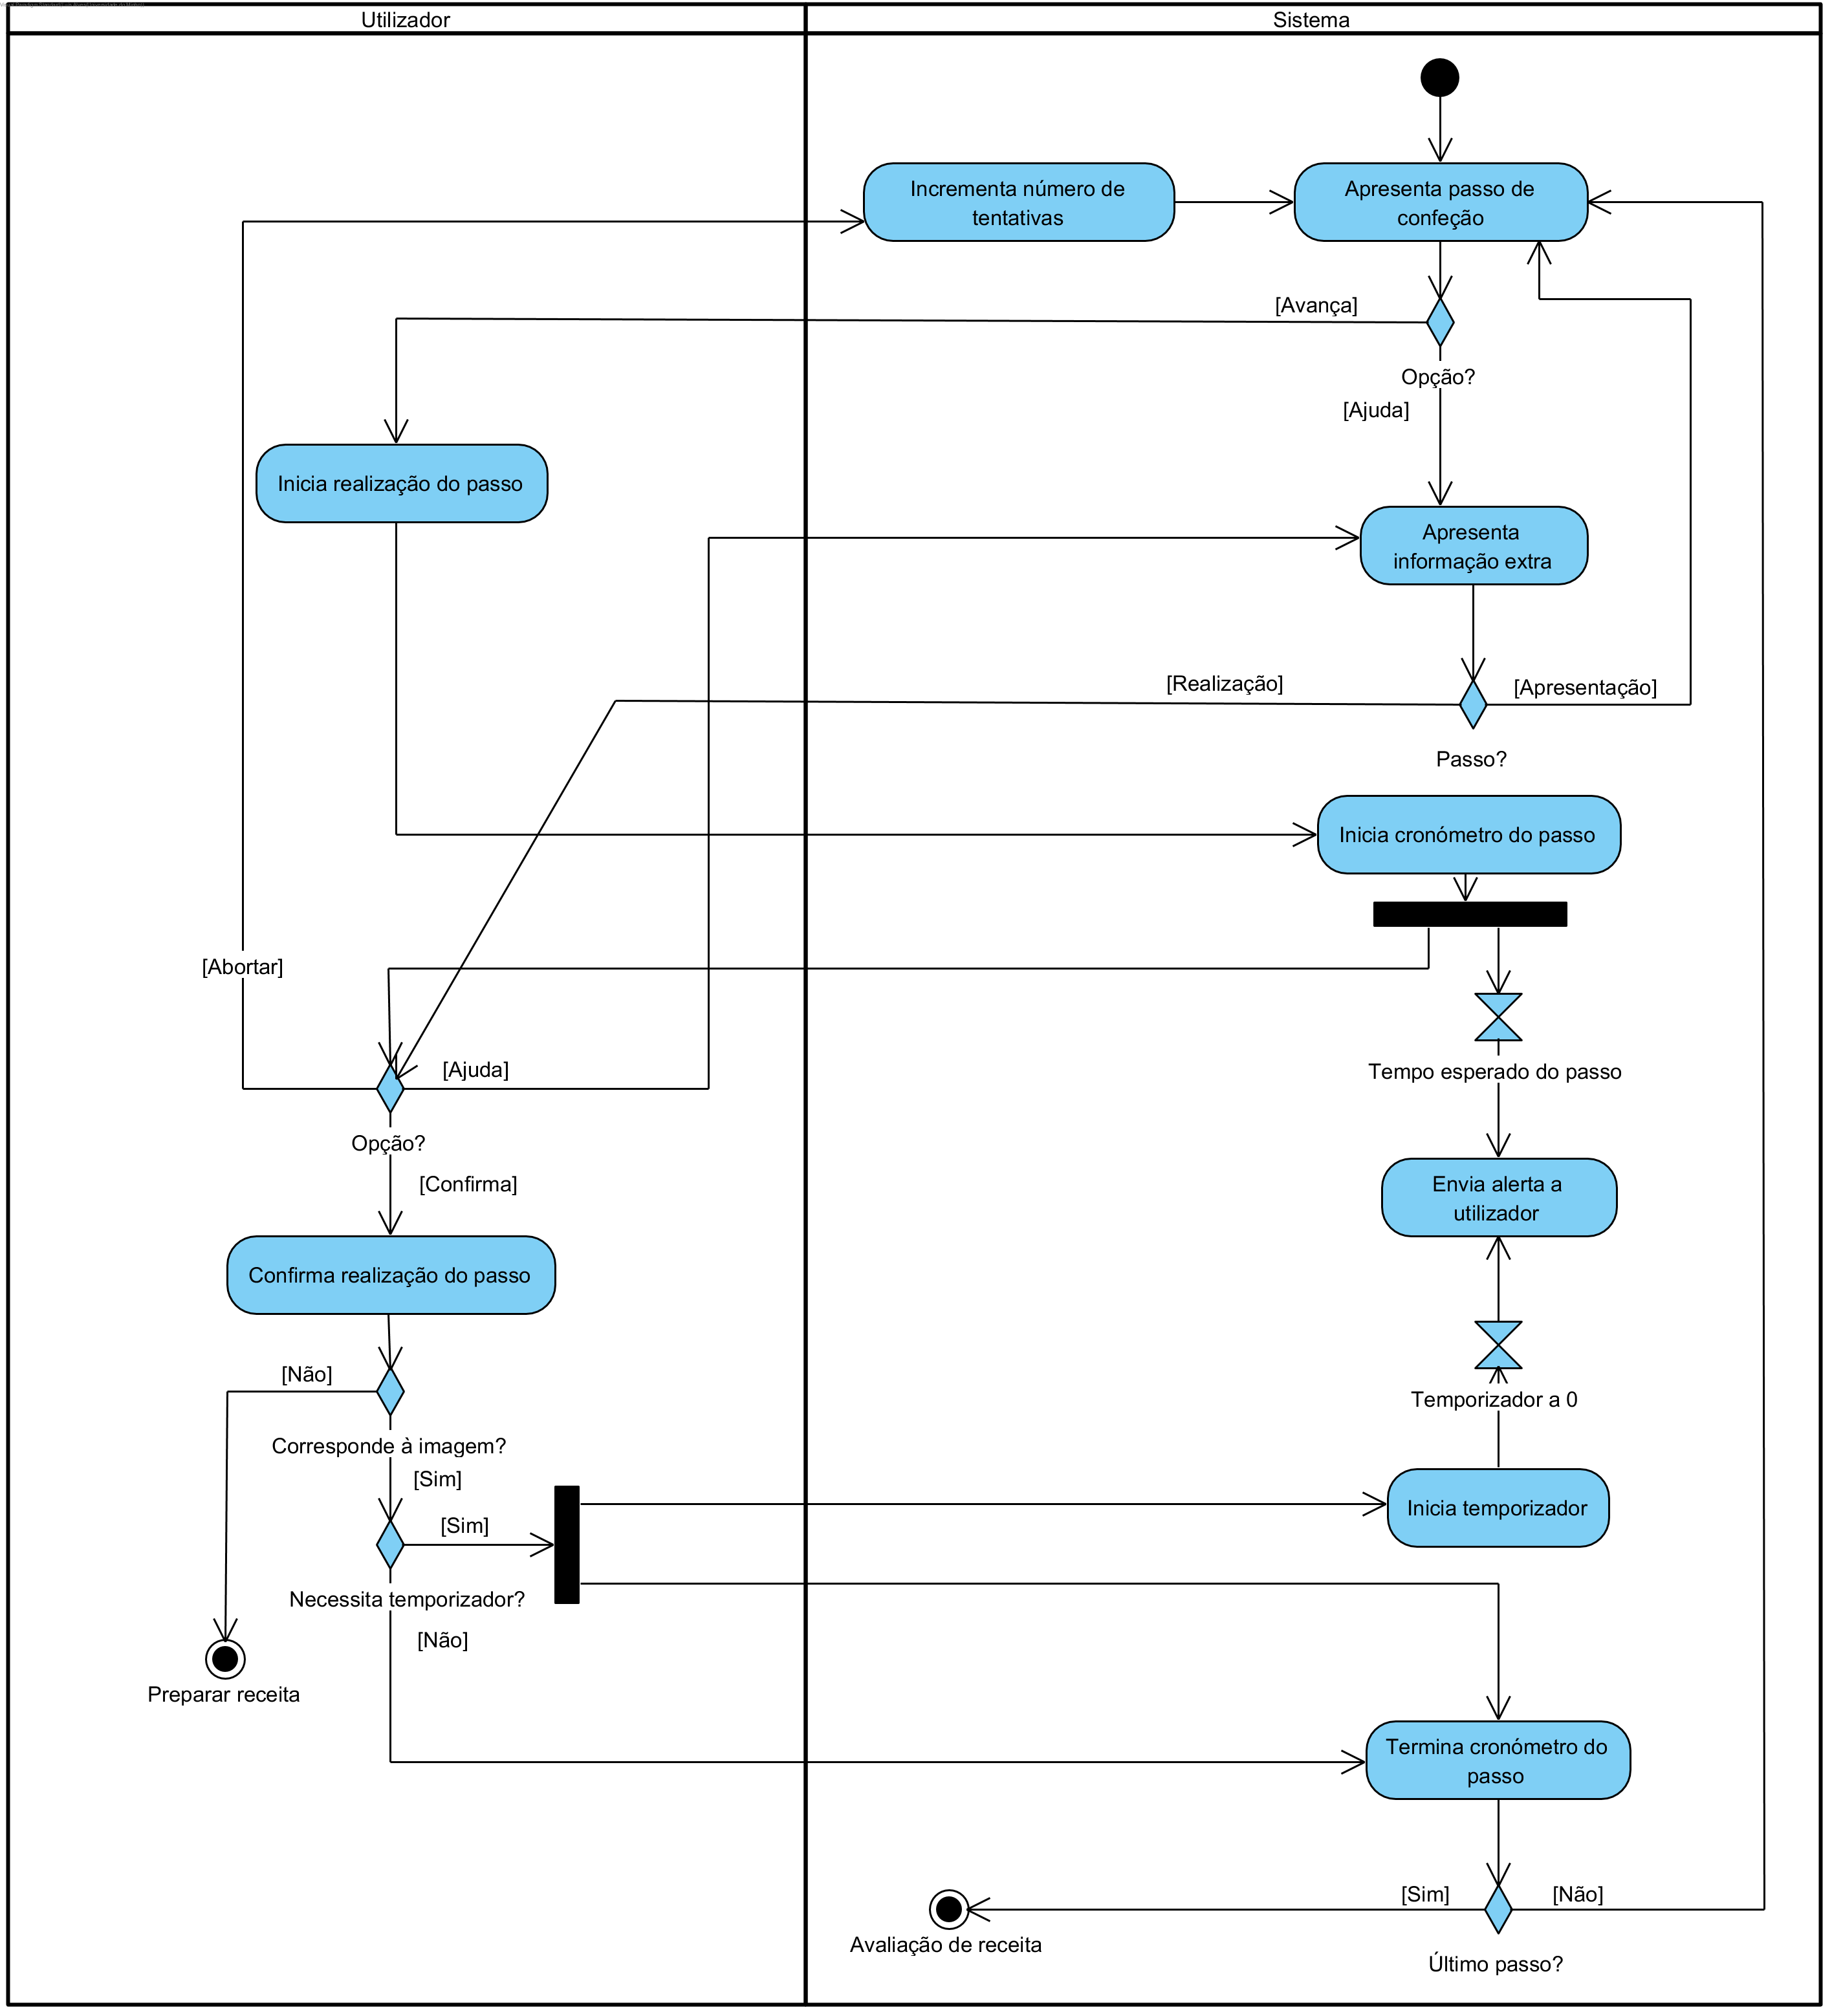 Utilizador
Sistema
Incrementa número de
tentativas
Apresenta passo de
confeção
[Avança]
Opção?
[Ajuda]
Inicia realização do passo
Apresenta
informação extra
[Realização]
[Apresentação]
Passo?
Inicia cronómetro do passo
[Abortar]
[Ajuda]
Tempo esperado do passo
Opção?
[Confirma]
Envia alerta a
utilizador
Confirma realização do passo
[Não]
Temporizador a 0
Corresponde à imagem?
[Sim]
Inicia temporizador
[Sim]
Necessita temporizador?
[Não]
Preparar receita
Termina cronómetro do
passo
[Sim]
[Não]
Avaliação de receita
Último passo?